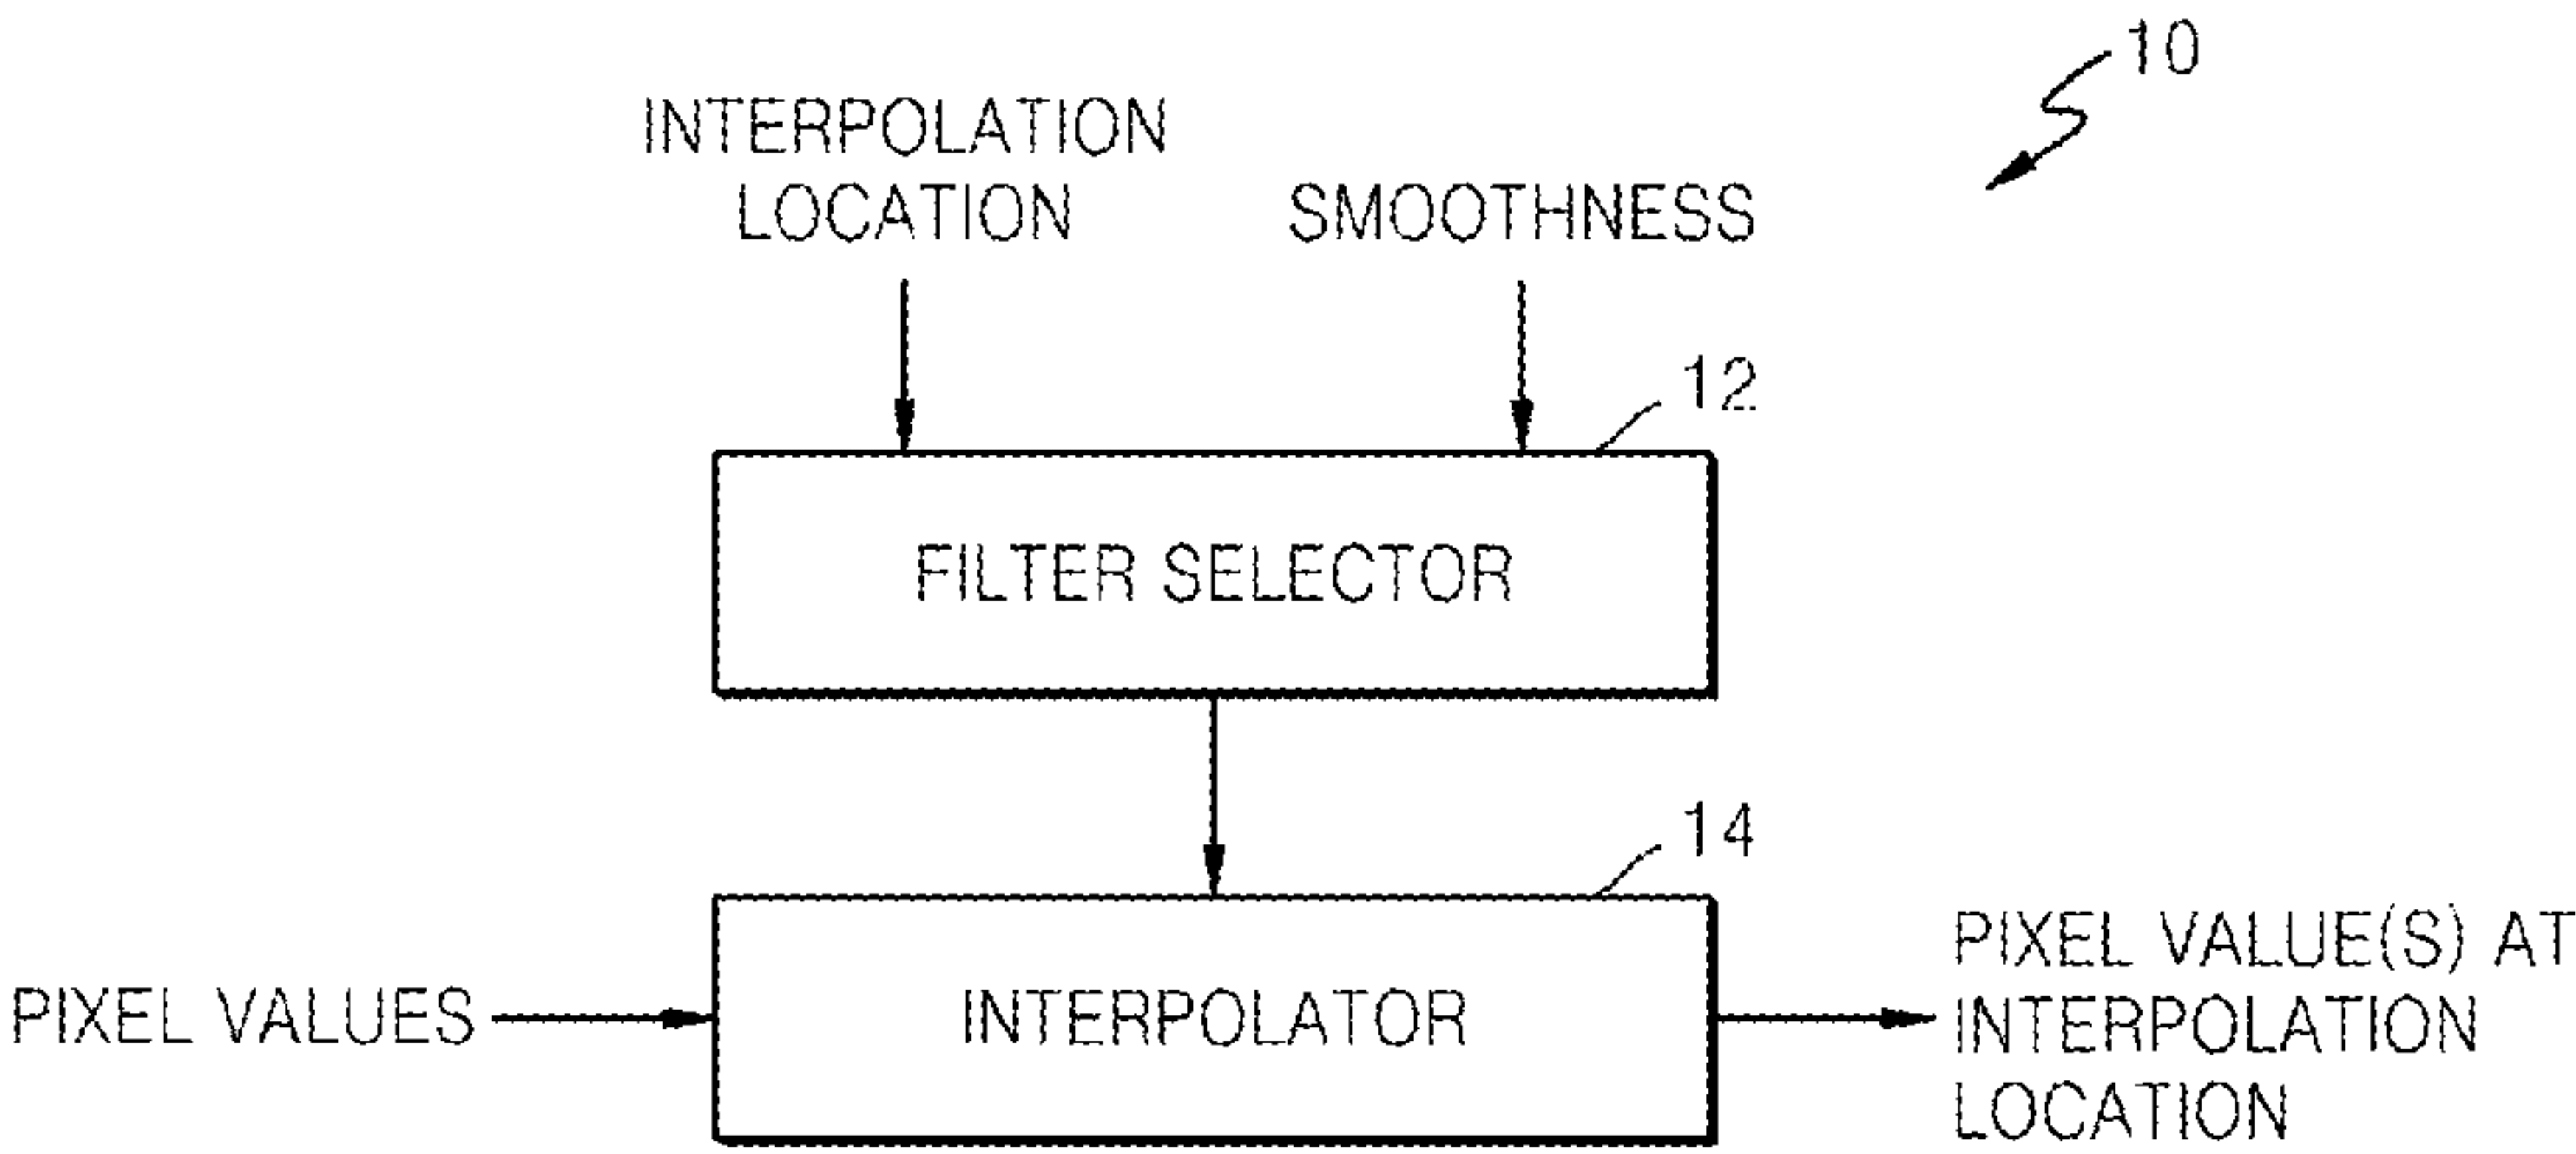 10
INTERPOLATION
LOCATION
SMOOTHNESS
12
FILTER SELECTOR
14
PIXEL VALUES
INTERPOLATOR
PIXEL VALUE(S) AT
INTERPOLATION
LOCATION